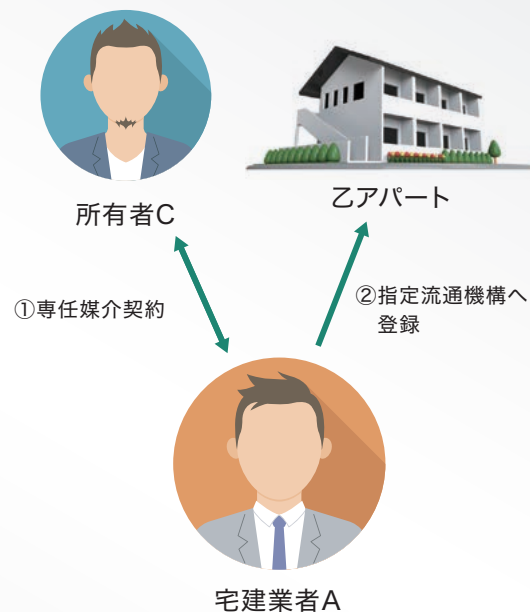 所有者C
乙アパート
①専任媒介契約
②指定流通機構へ
登録
宅建業者A